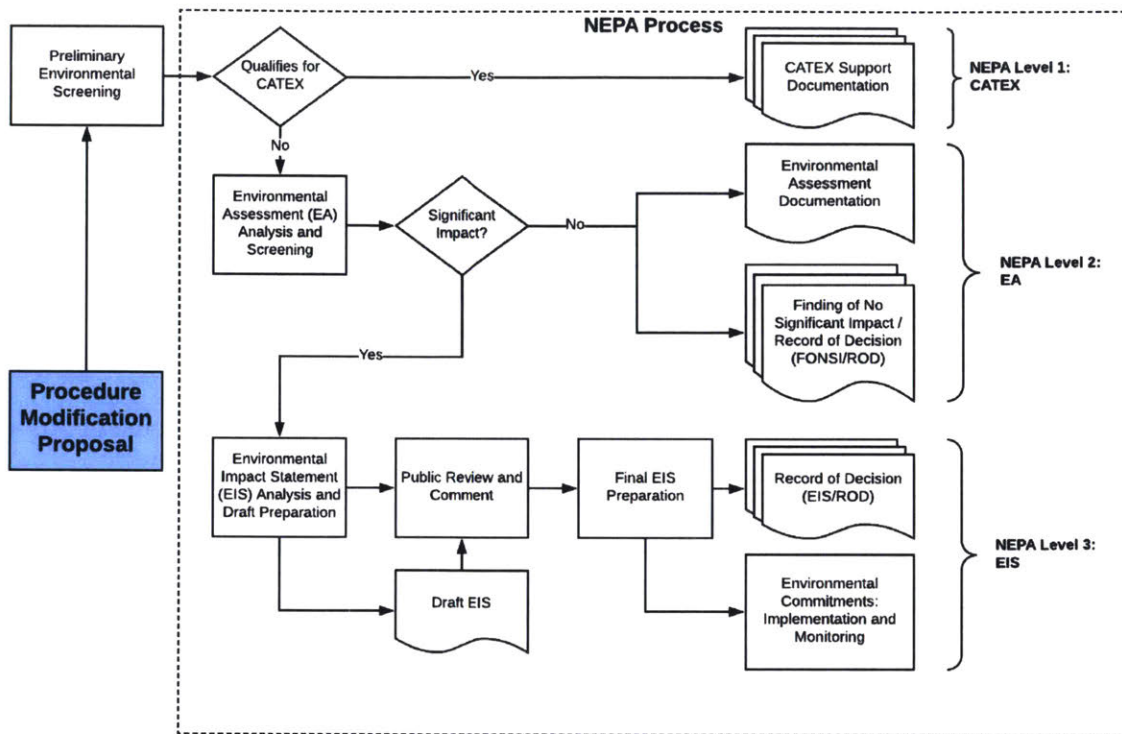 NEPA Process
Preliminary
Environmental
Screening
Qualifies for
CATEX
Yes
CATEX Support
Documentation
NEPA Level 1:
CATEX
No
Environmental
Assessment (EA)
Analysis and
Screening
Significant
Impact?
No
Environmental
Assessment
Documentation
NEPA Level 2:
EA
Finding of No
Significant Impact /
Record of Decision
(FONSI/ROD)
Yes
Procedure
Modification
Proposal
Environmental
Impact Statement
(EIS) Analysis and
Draft Preparation
Public Review and
Comment
Final EIS
Preparation
Record of Decision
(EIS/ROD)
NEPA Level 3:
EIS
Draft EIS
Environmental
Commitments:
Implementation and
Monitoring